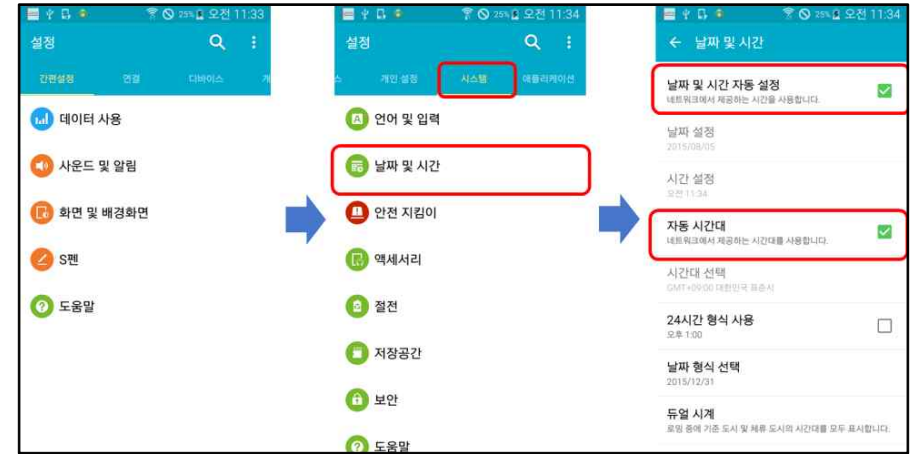 25% 오전 11:33
설정
간편설정 연결 디바이스 개
데이터 사용
사운드 및 알림
화면 및 배경화면
S펜
도움말
25% 오전 11:34
설정
스 개인 설정 시스템 애플리케이션
언어 및 입력
날짜 및 시간
안전 지킴이
액세서리
절전
저장공간
보안
도움말
25% 오전 11:34
날짜 및 시간
날짜 및 시간 자동 설정
네트워크에서 제공하는 시간을 사용합니다.
날짜 설정
2015/08/05
시간 설정
오전 11:34
자동 시간대
네트워크에서 제공하는 시간대를 사용합니다.
시간대 선택
GMT+09:00 대한민국 표준시
24시간 형식 사용
오후 1:00
날짜 형식 선택
2015/12/31
듀얼 시계
로밍 중에 기준 도시 및 체류 도시의 시간대를 모두 표시합니다.